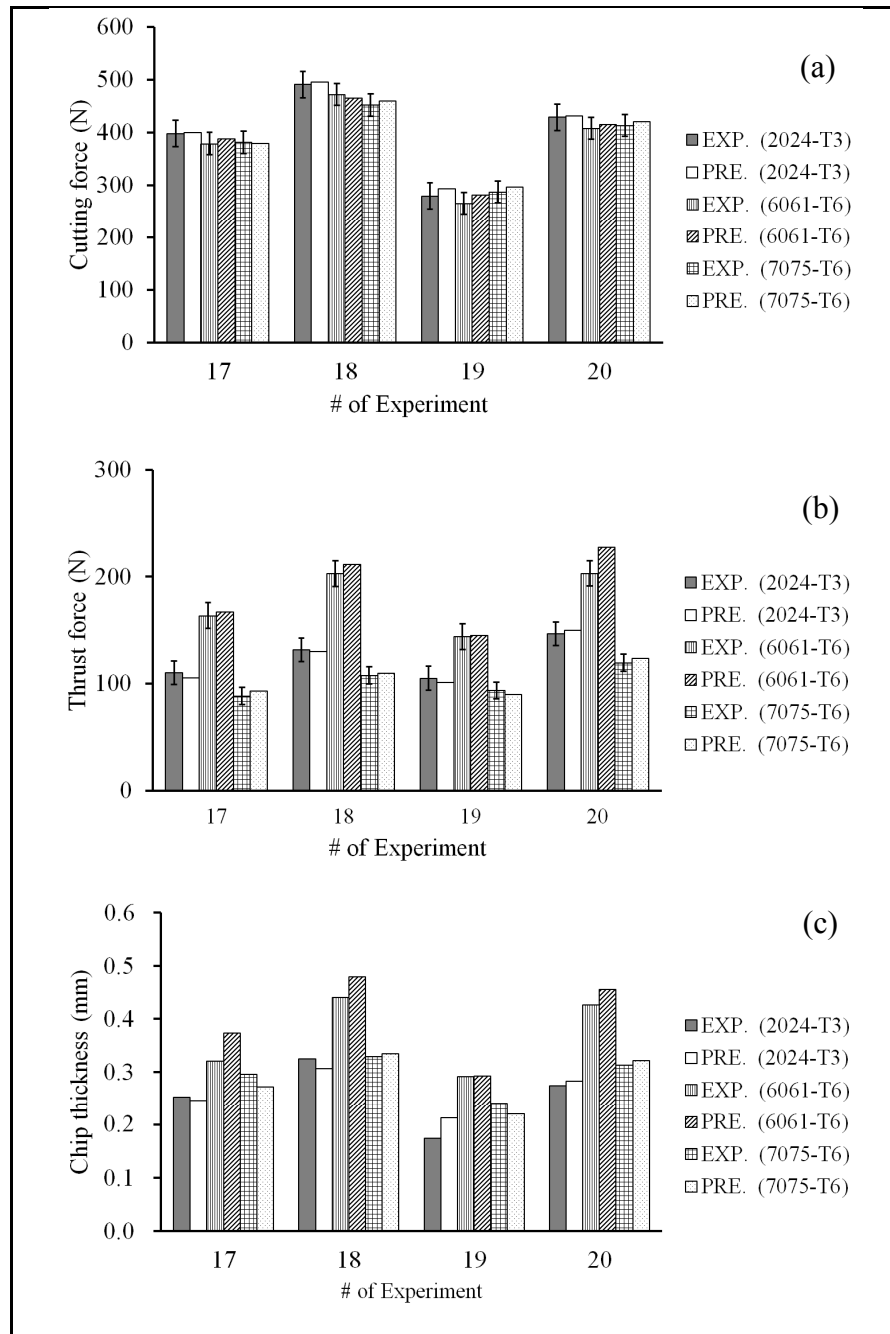 (a)
600
500
400
300
200
100
0
Cutting force (N)
17 18 19 20
# of Experiment
EXP. (2024-T3)
PRE. (2024-T3)
EXP. (6061-T6)
PRE. (6061-T6)
EXP. (7075-T6)
PRE. (7075-T6)
(b)
300
200
100
0
Thrust force (N)
17 18 19 20
# of Experiment
EXP. (2024-T3)
PRE. (2024-T3)
EXP. (6061-T6)
PRE. (6061-T6)
EXP. (7075-T6)
PRE. (7075-T6)
(c)
0.6
0.5
0.4
0.3
0.2
0.1
0.0
Chip thickness (mm)
17 18 19 20
# of Experiment
EXP. (2024-T3)
PRE. (2024-T3)
EXP. (6061-T6)
PRE. (6061-T6)
EXP. (7075-T6)
PRE. (7075-T6)